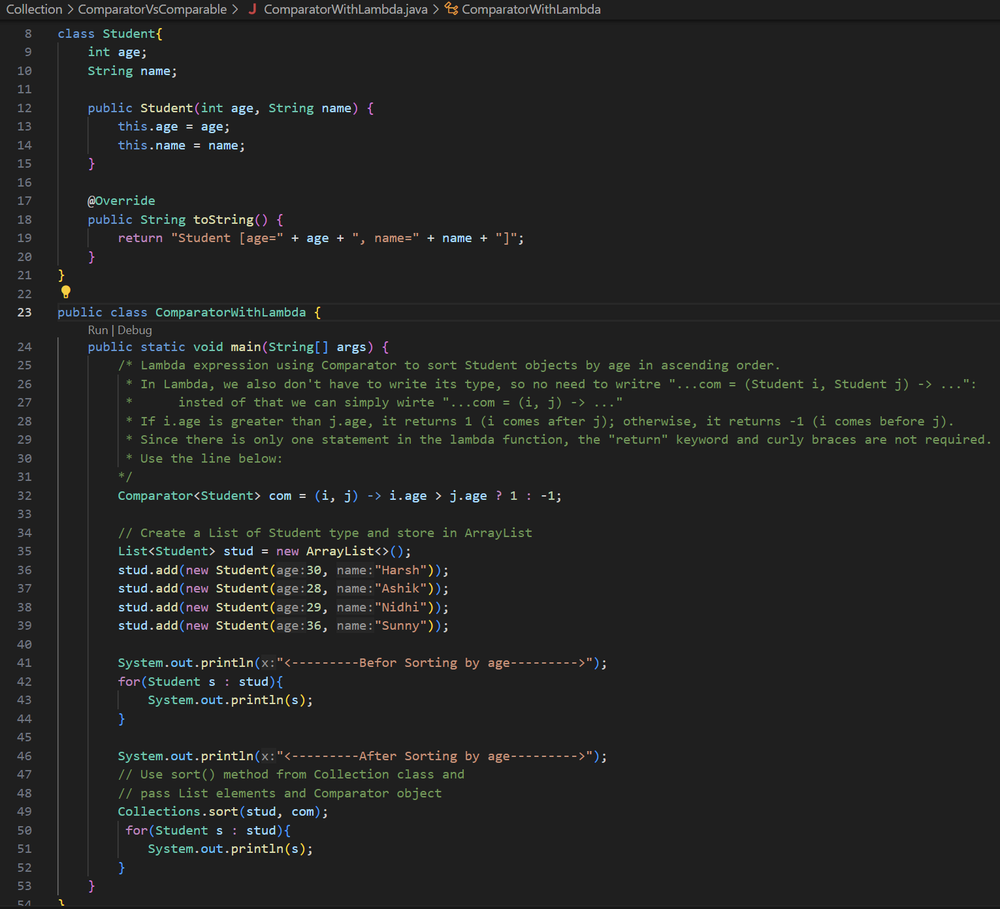 Collection > ComparatorVsComparable > J ComparatorWithLambda.java > ComparatorWithLambda
8 class Student{
9     int age;
10     String name;
11
12     public Student(int age, String name) {
13         this.age = age;
14         this.name = name;
15     }
16
17     @Override
18     public String toString() {
19         return "Student [age=" + age + ", name=" + name + "]";
20     }
21 }
22
23 public class ComparatorWithLambda {
Run | Debug
24     public static void main(String[] args) {
25         /* Lambda expression using Comparator to sort Student objects by age in ascending order.
26          * In Lambda, we also don't have to write its type, so no need to writre "...com = (Student i, Student j) -> ...":
27          *      insted of that we can simply wirte "...com = (i, j) -> ..."
28          * If i.age is greater than j.age, it returns 1 (i comes after j); otherwise, it returns -1 (i comes before j).
29          * Since there is only one statement in the lambda function, the "return" keyword and curly braces are not required.
30          * Use the line below:
31         */
32         Comparator<Student> com = (i, j) -> i.age > j.age ? 1 : -1;
33
34         // Create a List of Student type and store in ArrayList
35         List<Student> stud = new ArrayList<>();
36         stud.add(new Student(age:30, name:"Harsh"));
37         stud.add(new Student(age:28, name:"Ashik"));
38         stud.add(new Student(age:29, name:"Nidhi"));
39         stud.add(new Student(age:36, name:"Sunny"));
40
41         System.out.println(x:"<---------Befor Sorting by age--------->");
42         for(Student s : stud){
43             System.out.println(s);
44         }
45
46         System.out.println(x:"<---------After Sorting by age--------->");
47         // Use sort() method from Collection class and
48         // pass List elements and Comparator object
49         Collections.sort(stud, com);
50          for(Student s : stud){
51             System.out.println(s);
52         }
53     }
54 }